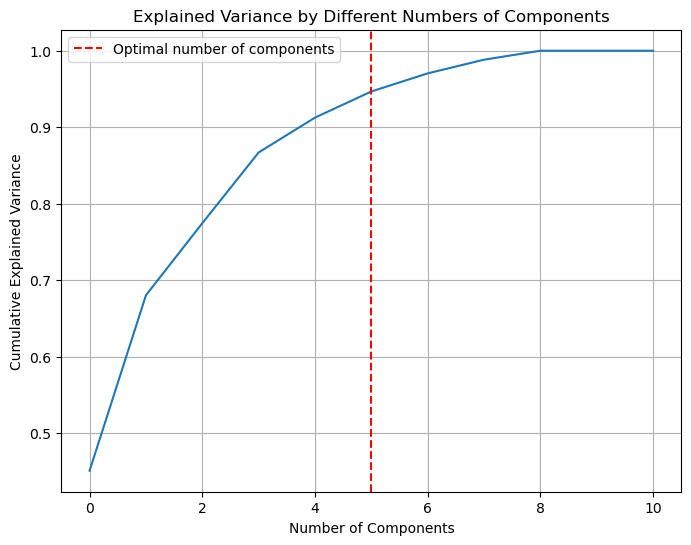 Explained Variance by Different Numbers of Components
Optimal number of components
1.0
0.9
0.8
0.7
0.6
0.5
Cumulative Explained Variance
0 2 4 6 8 10
Number of Components